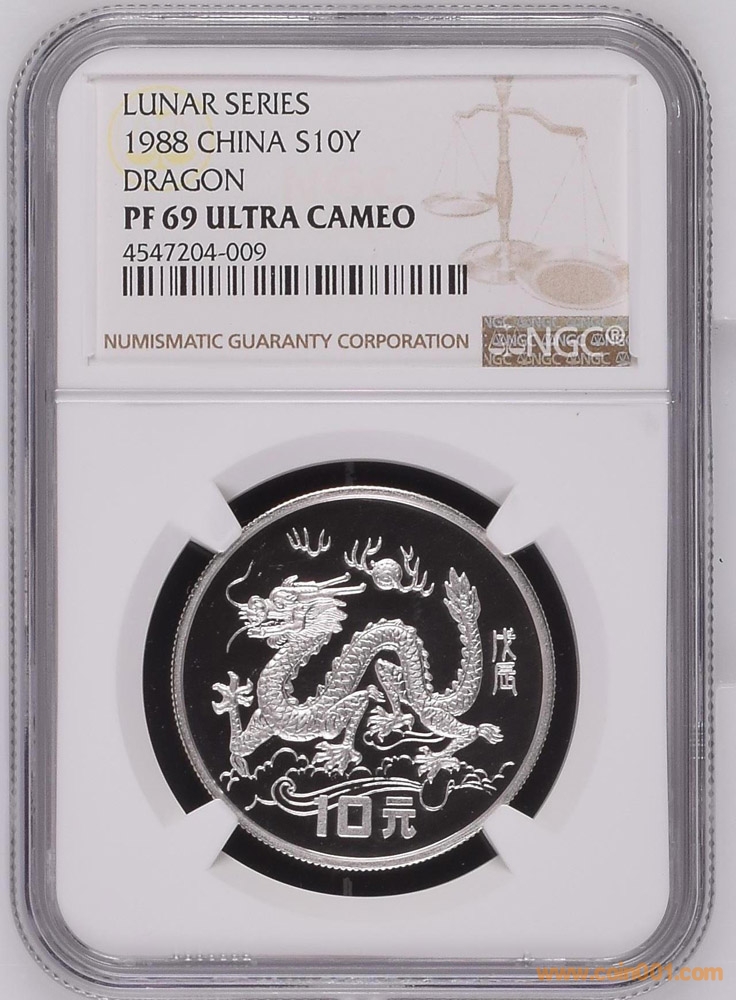 LUNAR SERIES
1988 CHINA S10Y
DRAGON
PF 69 ULTRA CAMEO
4547204-009
NUMISMATIC GUARANTY CORPORATION
NGC®
戊辰
10元
www.coin001.com